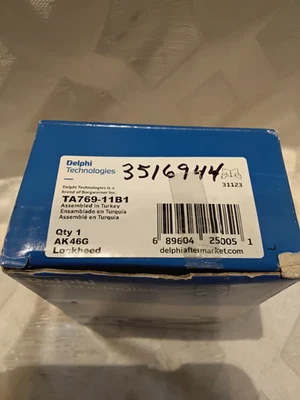 Delphi
Technologies
3516944
31123
Delphi Technologies is a
brand of Borgwarner Inc.
TA769-11B1
Assembled in Turkey
Ensamblado en Turquía
Assemblé en Turquie
Qty 1
AK46G
Lockheed
6 89604 25005 1
delphiaftermarket.com